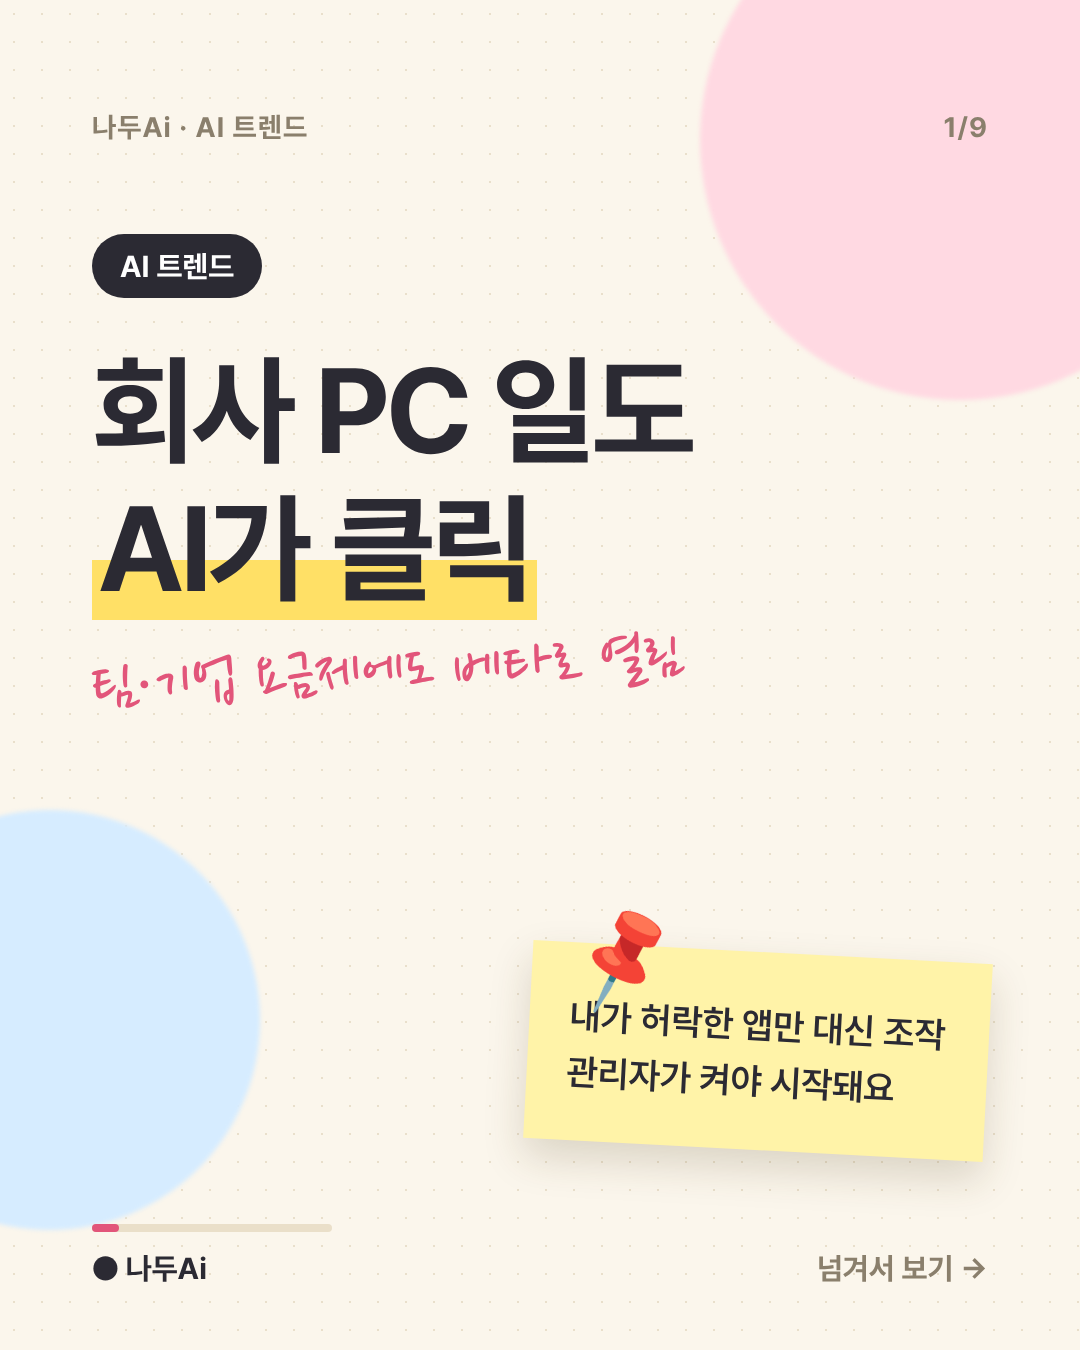 나두Ai · AI 트렌드
1/9
AI 트렌드
회사 PC 일도
AI가 클릭
팀·기업 요금제에도 베타로 열림
내가 허락한 앱만 대신 조작
관리자가 켜야 시작돼요
나두Ai
넘겨서 보기 →